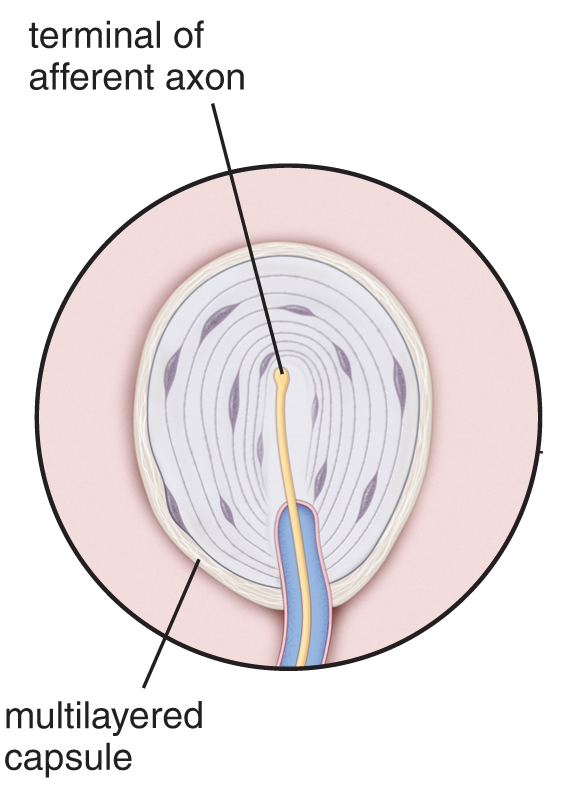 terminal of
afferent axon
multilayered
capsule